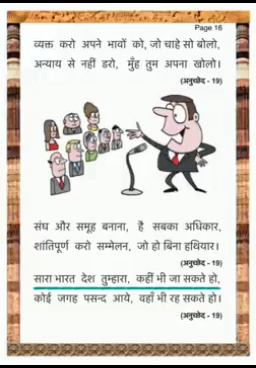 Page 16
व्यक्त करो अपने भावों को, जो चाहे सो बोलो,
अन्याय से नहीं डरो, मुँह तुम अपना खोलो।
(अनुच्छेद - 19)
संघ और समूह बनाना, है सबका अधिकार,
शांतिपूर्ण करो सम्मेलन, जो हो बिना हथियार।
(अनुच्छेद - 19)
सारा भारत देश तुम्हारा, कहीं भी जा सकते हो,
कोई जगह पसन्द आये, वहाँ भी रह सकते हो।
(अनुच्छेद - 19)